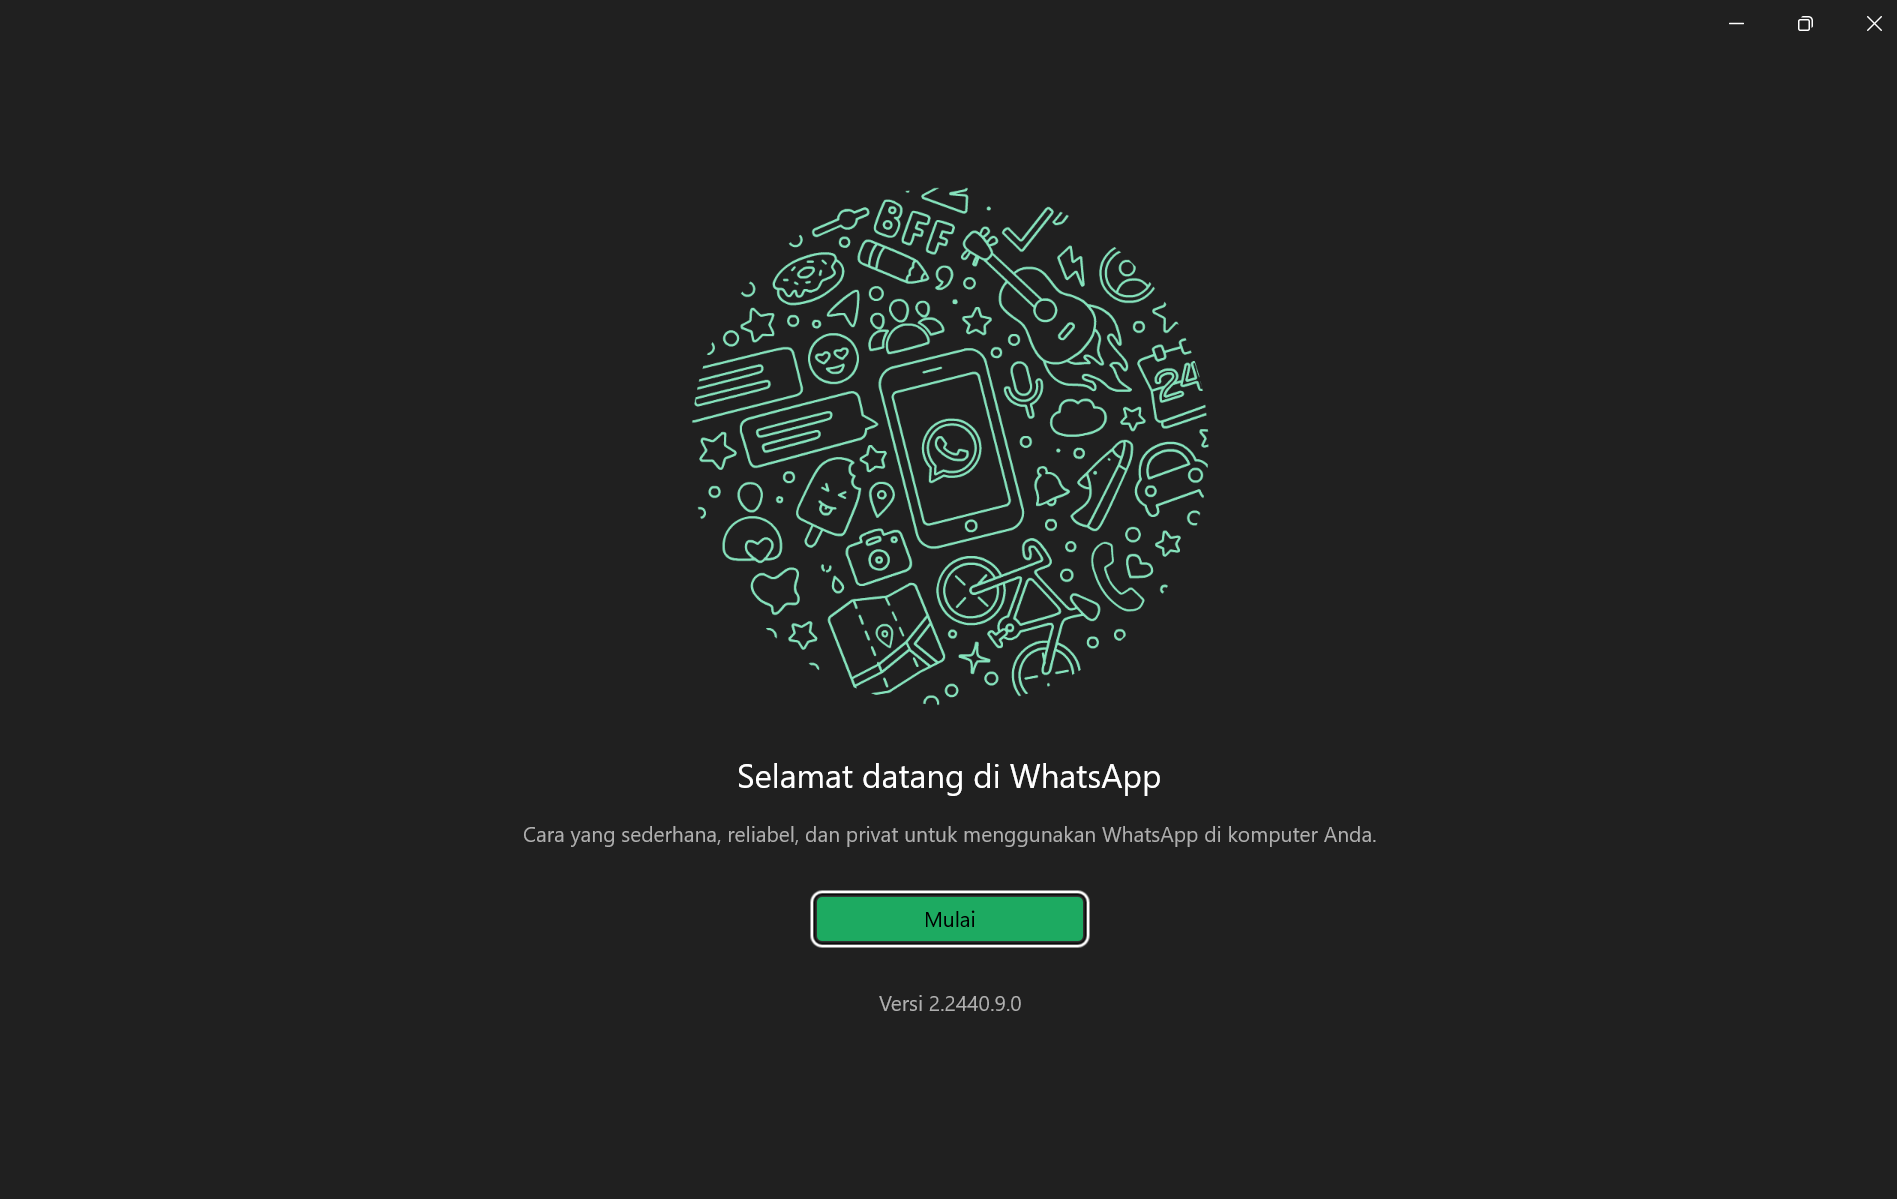 BFF
24
Selamat datang di WhatsApp
Cara yang sederhana, reliabel, dan privat untuk menggunakan WhatsApp di komputer Anda.
Mulai
Versi 2.2440.9.0